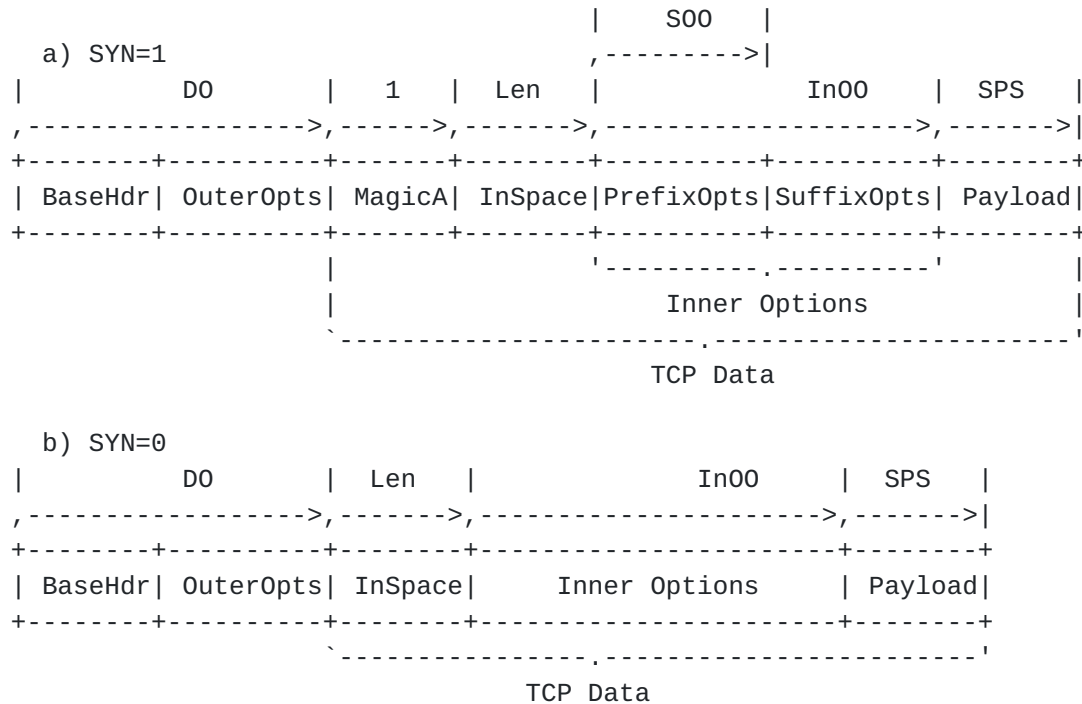 |    SOO   |
a) SYN=1                           ,--------->|
|          DO       |   1   |  Len   |             InOO     |  SPS   |
,------------------>,------>,------->,-------------------->,------->|
+--------+----------+-------+--------+----------+----------+--------+
| BaseHdr| OuterOpts| MagicA| InSpace|PrefixOpts|SuffixOpts| Payload|
+--------+----------+-------+--------+----------+----------+--------+
|                '----------.----------'        |
|                     Inner Options             |
`-----------------------.-----------------------'
TCP Data
b) SYN=0
|          DO       |  Len   |              InOO        |  SPS   |
,------------------>,------->,---------------------->,------->|
+--------+----------+--------+-----------------------+--------+
| BaseHdr| OuterOpts| InSpace|     Inner Options     | Payload|
+--------+----------+--------+-----------------------+--------+
`----------------.------------------------'
TCP Data